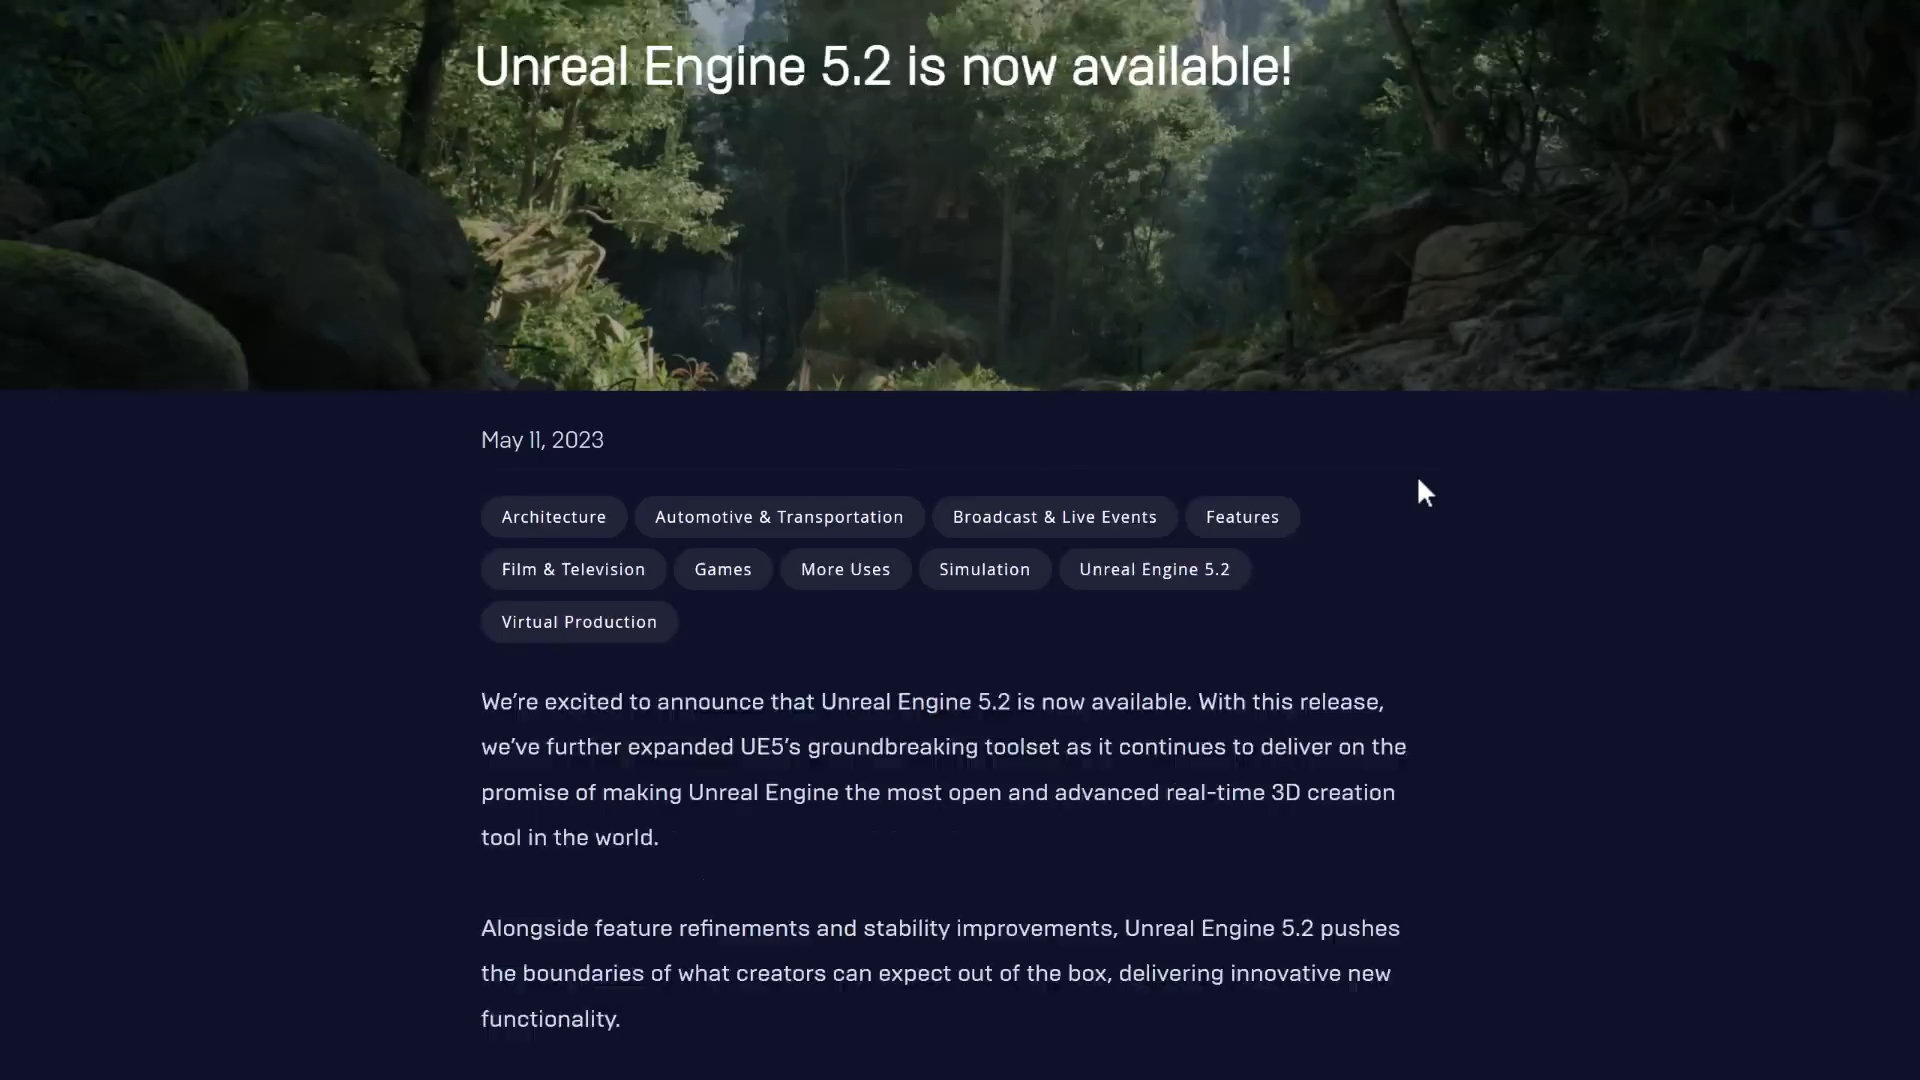 Unreal Engine 5.2 is now available!
May 11, 2023
Architecture Automotive & Transportation Broadcast & Live Events Features
Film & Television Games More Uses Simulation Unreal Engine 5.2
Virtual Production
We’re excited to announce that Unreal Engine 5.2 is now available. With this release,
we’ve further expanded UE5’s groundbreaking toolset as it continues to deliver on the
promise of making Unreal Engine the most open and advanced real-time 3D creation
tool in the world.
Alongside feature refinements and stability improvements, Unreal Engine 5.2 pushes
the boundaries of what creators can expect out of the box, delivering innovative new
functionality.